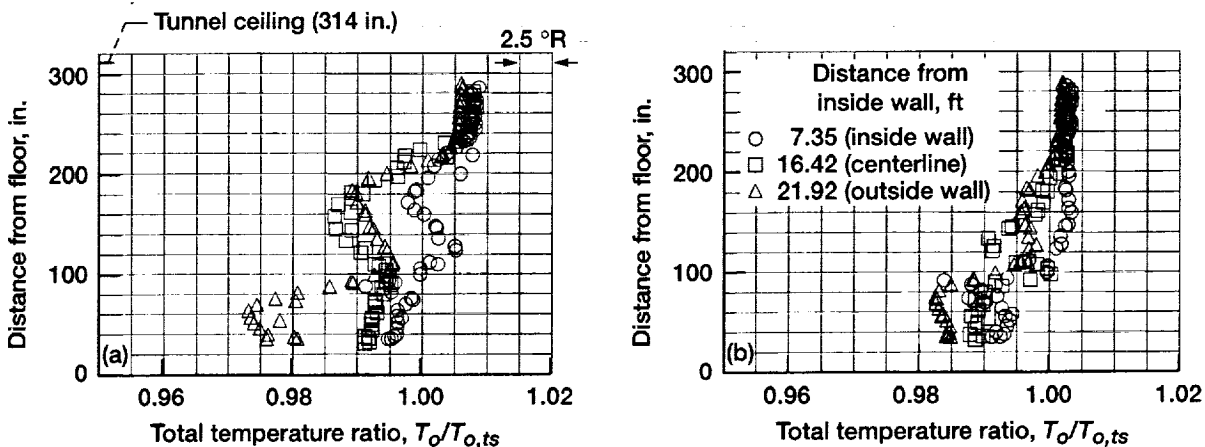 Tunnel ceiling (314 in.)
2.5 °R
300
200
100
0
Distance from floor, in.
(a)
0.96
0.98
1.00
1.02
Total temperature ratio, To/To,ts
300
200
100
0
Distance from floor, in.
Distance from
inside wall, ft
○ 7.35 (inside wall)
□ 16.42 (centerline)
△ 21.92 (outside wall)
(b)
0.96
0.98
1.00
1.02
Total temperature ratio, To/To,ts